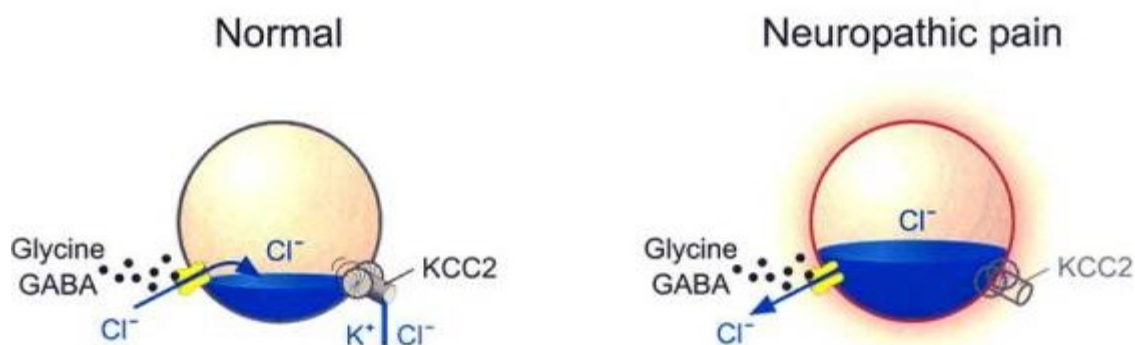 Normal
Neuropathic pain
Glycine
GABA
Cl⁻
Cl⁻
KCC2
K⁺ Cl⁻
Glycine
GABA
Cl⁻
Cl⁻
KCC2